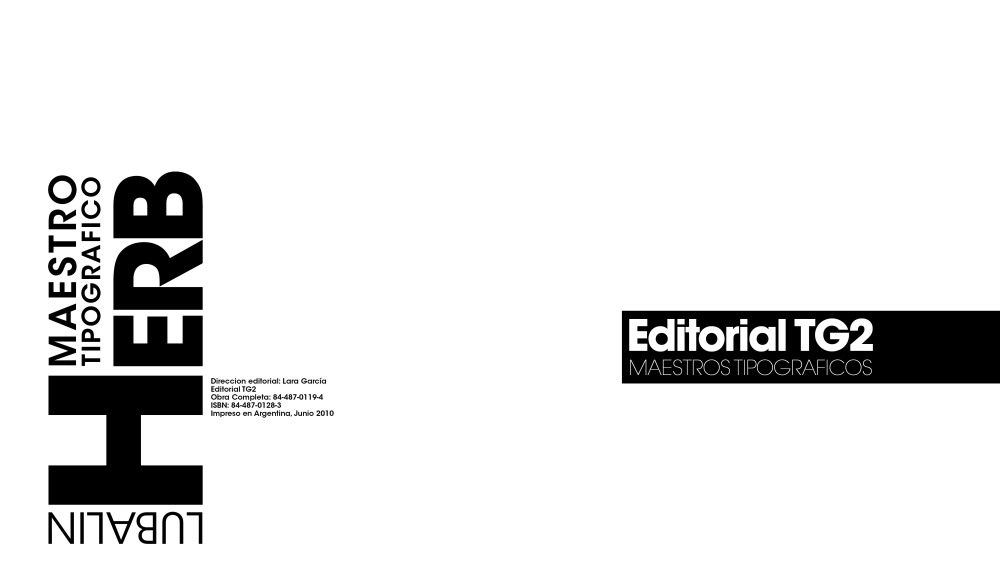 MAESTRO
TIPOGRAFICO
HERB
LUBALIN
Direccion editorial: Lara García
Editorial TG2
Obra Completa: 84-487-0119-4
ISBN: 84-487-0128-3
Impreso en Argentina, Junio 2010
Editorial TG2
MAESTROS TIPOGRAFICOS